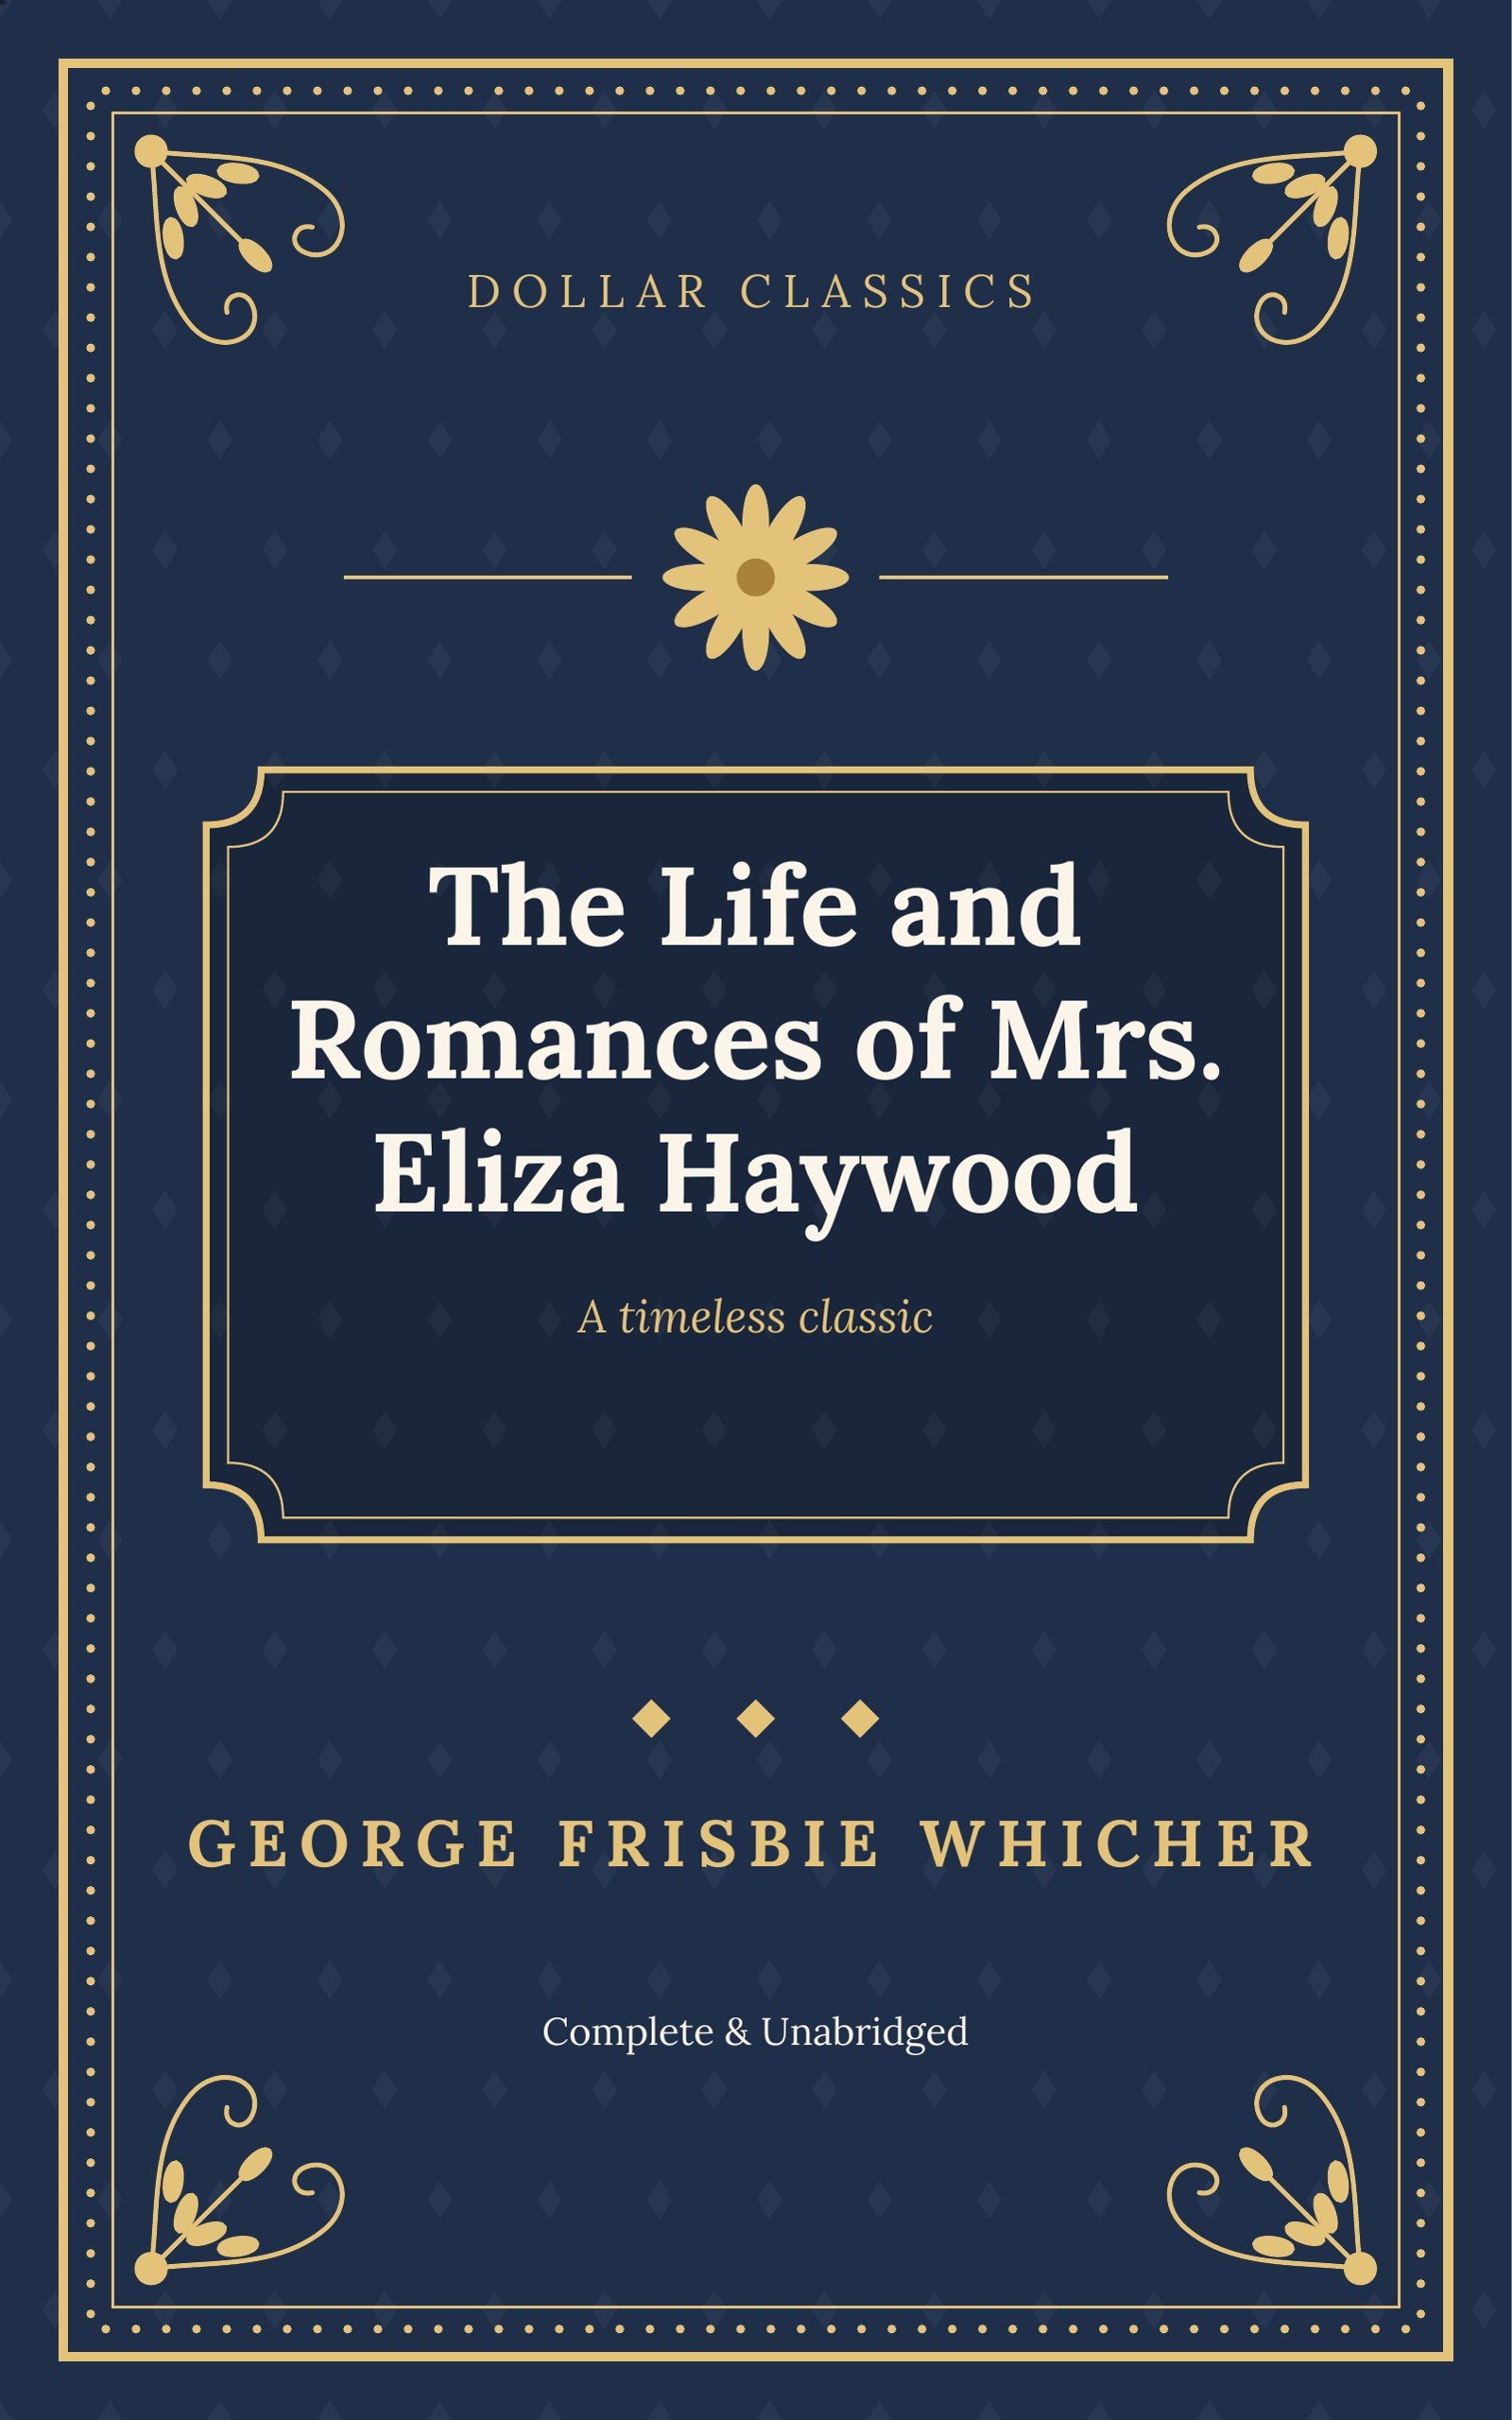 DOLLAR CLASSICS
The Life and
Romances of Mrs.
Eliza Haywood
A timeless classic
GEORGE FRISBIE WHICHER
Complete & Unabridged